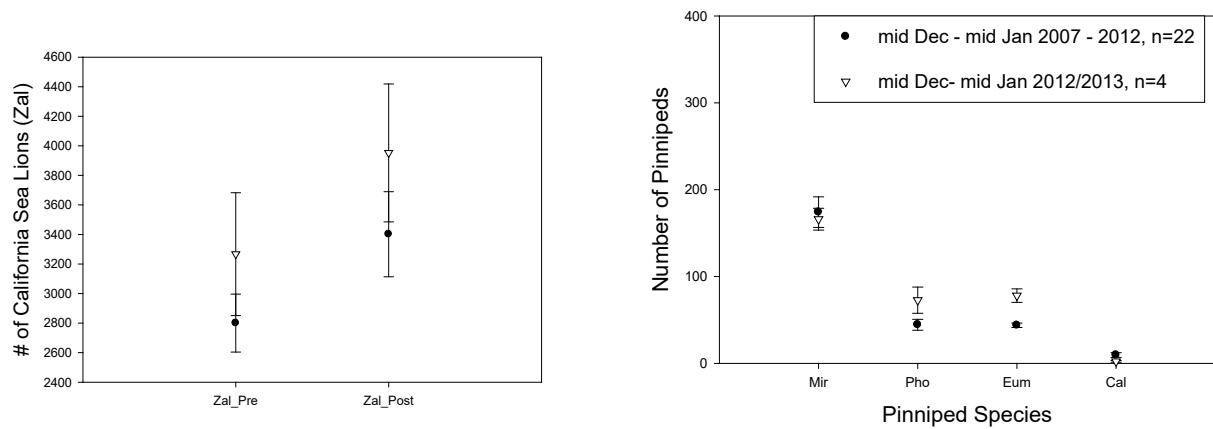 # of California Sea Lions (Zal)
4600
4400
4200
4000
3800
3600
3400
3200
3000
2800
2600
2400
Zal_Pre Zal_Post
Number of Pinnipeds
400
300
200
100
0
mid Dec - mid Jan 2007 - 2012, n=22
mid Dec- mid Jan 2012/2013, n=4
Mir Pho Eum Cal
Pinniped Species